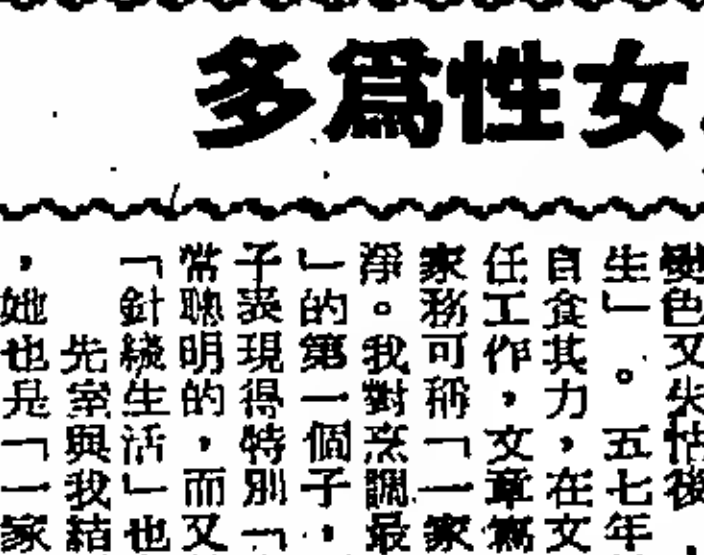 女性為多
變色又失怙後，
生」。五七年
自食其力，在文
任工作，文章寫
家務可稱「一家
淨。我對烹調最
」的第一個子，
子表現得特別「
常聰明的，而又
「針綫生活」也
先室與我結
，她也是「一家